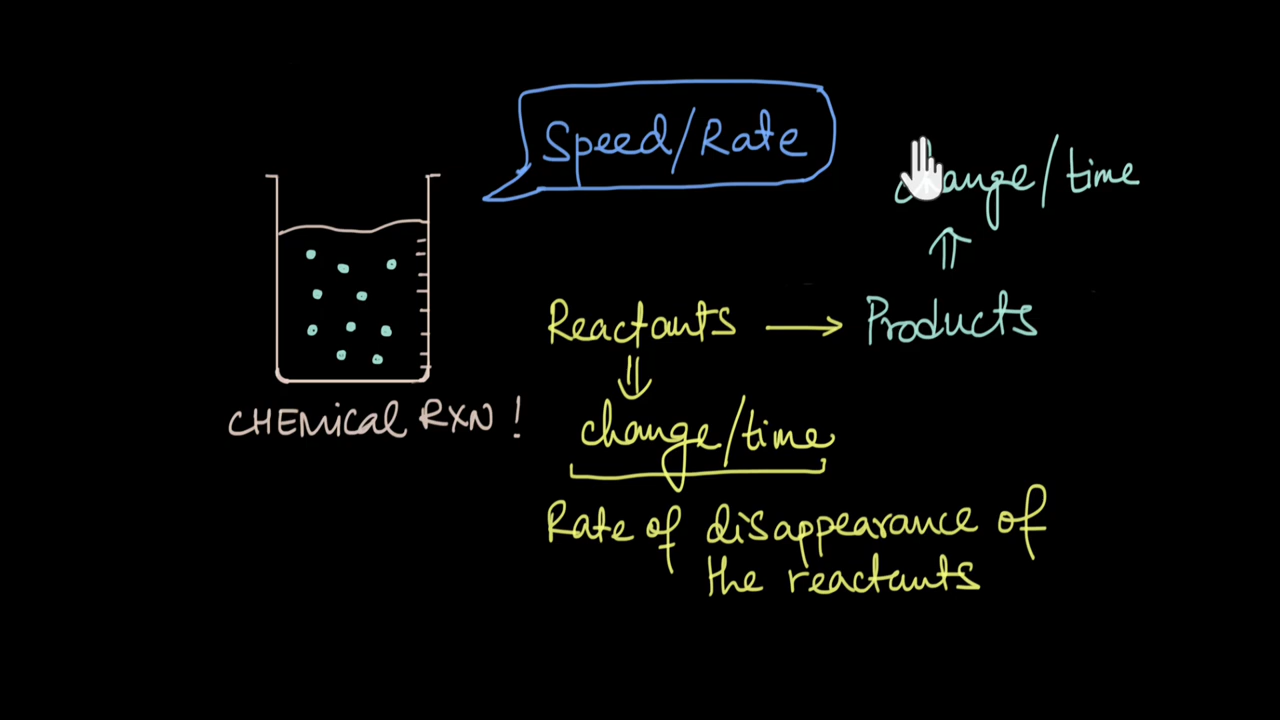 Speed/Rate
change/time
Reactants → Products
change/time
CHEMICAL RXN!
Rate of disappearance of
the reactants